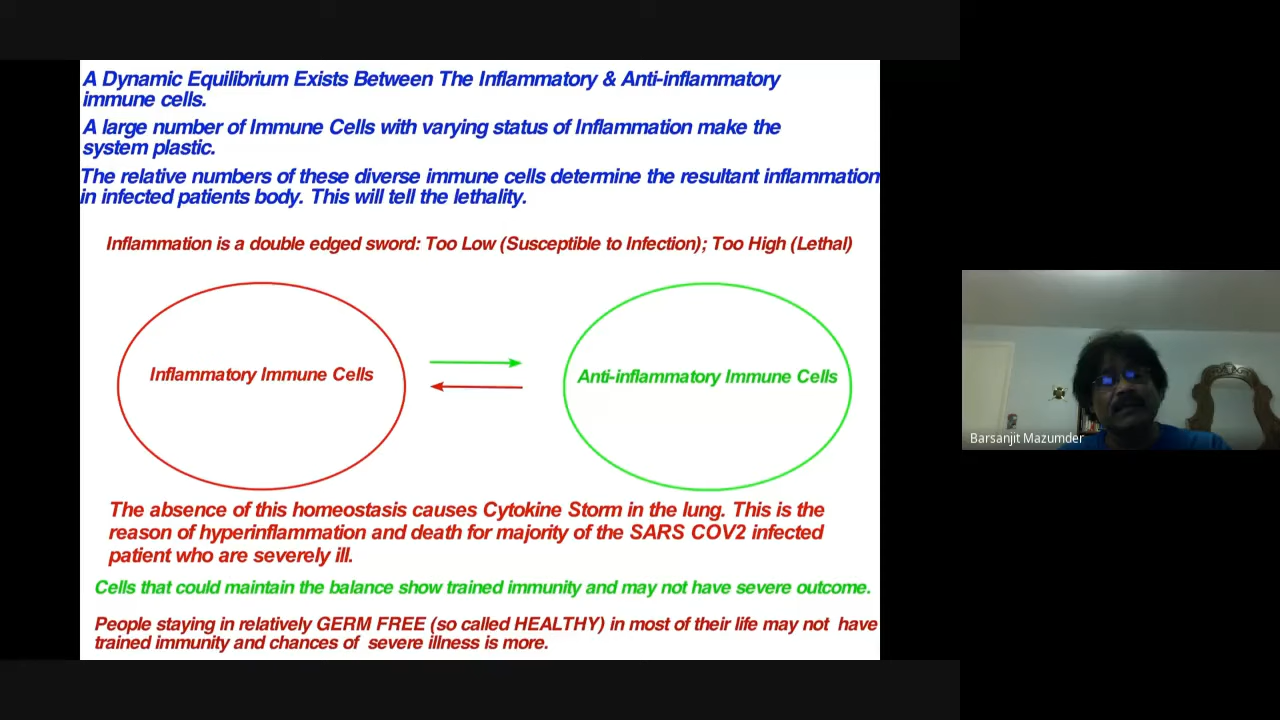 A Dynamic Equilibrium Exists Between The Inflammatory & Anti-inflammatory
immune cells.
A large number of Immune Cells with varying status of Inflammation make the
system plastic.
The relative numbers of these diverse immune cells determine the resultant inflammation
in infected patients body. This will tell the lethality.
Inflammation is a double edged sword: Too Low (Susceptible to Infection); Too High (Lethal)
Inflammatory Immune Cells
Anti-inflammatory Immune Cells
The absence of this homeostasis causes Cytokine Storm in the lung. This is the
reason of hyperinflammation and death for majority of the SARS COV2 infected
patient who are severely ill.
Cells that could maintain the balance show trained immunity and may not have severe outcome.
People staying in relatively GERM FREE (so called HEALTHY) in most of their life may not have
trained immunity and chances of severe illness is more.
Barsanjit Mazumder